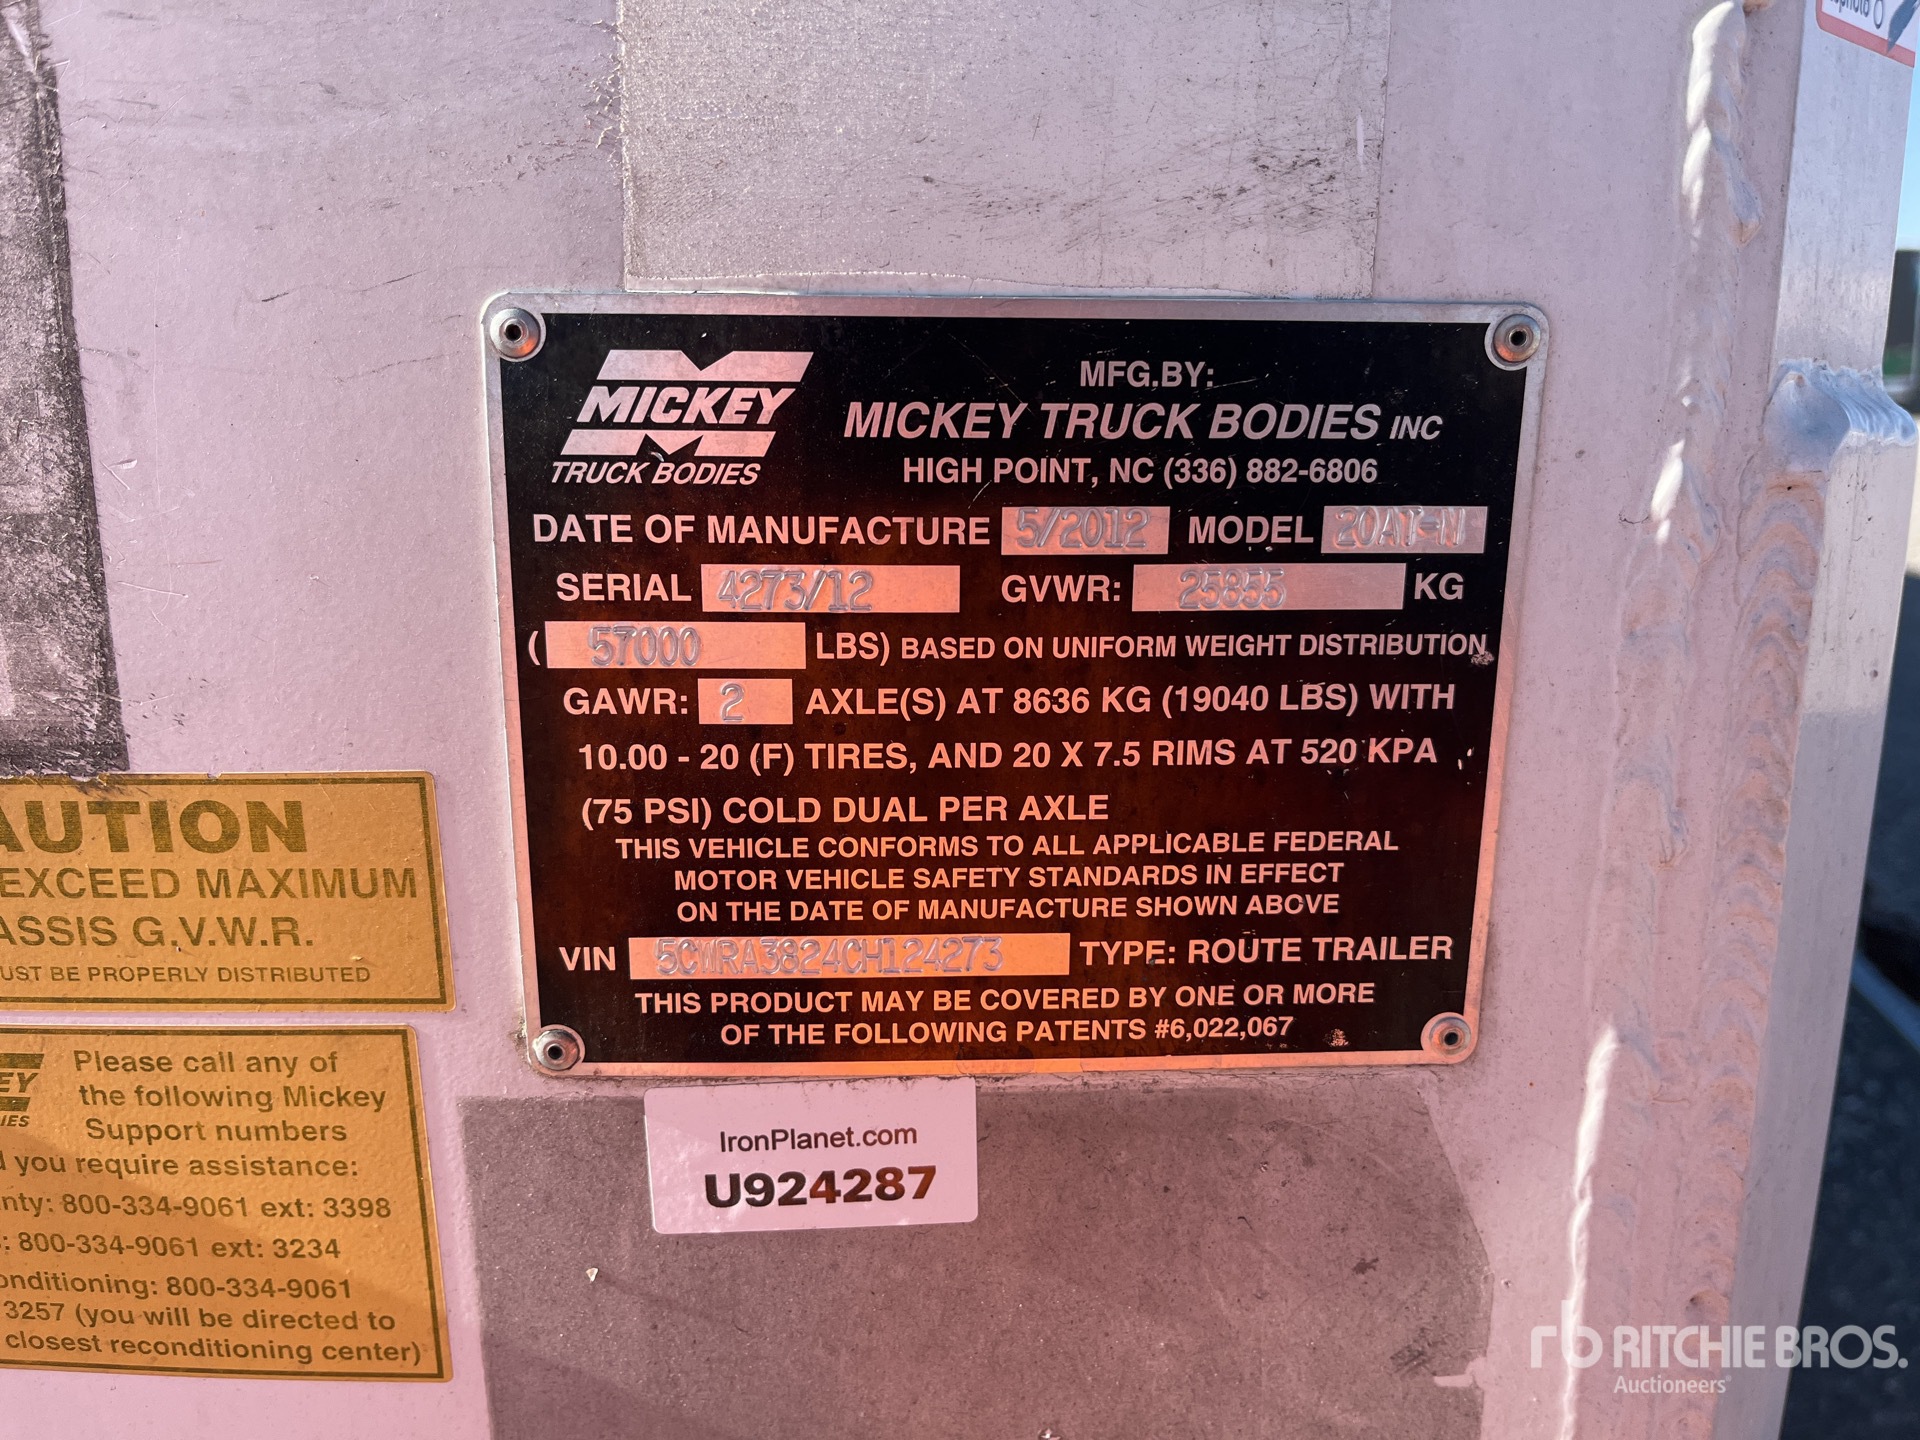 MICKEY
TRUCK BODIES
MFG.BY:
MICKEY TRUCK BODIES INC
HIGH POINT, NC (336) 882-6806
DATE OF MANUFACTURE 5/2012 MODEL 20AT-N
SERIAL 4273/12 GVWR: 25855 KG
( 57000 LBS) BASED ON UNIFORM WEIGHT DISTRIBUTION
GAWR: 2 AXLE(S) AT 8636 KG (19040 LBS) WITH
10.00 - 20 (F) TIRES, AND 20 X 7.5 RIMS AT 520 KPA
(75 PSI) COLD DUAL PER AXLE
THIS VEHICLE CONFORMS TO ALL APPLICABLE FEDERAL
MOTOR VEHICLE SAFETY STANDARDS IN EFFECT
ON THE DATE OF MANUFACTURE SHOWN ABOVE
VIN 5CWRA3824CH124273 TYPE: ROUTE TRAILER
THIS PRODUCT MAY BE COVERED BY ONE OR MORE
OF THE FOLLOWING PATENTS #6,022,067
IronPlanet.com
U924287
AUTION
EXCEED MAXIMUM
ASSIS G.V.W.R.
UST BE PROPERLY DISTRIBUTED
EY
IES
Please call any of
the following Mickey
Support numbers
d you require assistance:
nty: 800-334-9061 ext: 3398
s: 800-334-9061 ext: 3234
onditioning: 800-334-9061
3257 (you will be directed to
closest reconditioning center)
rb RITCHIE BROS.
Auctioneers